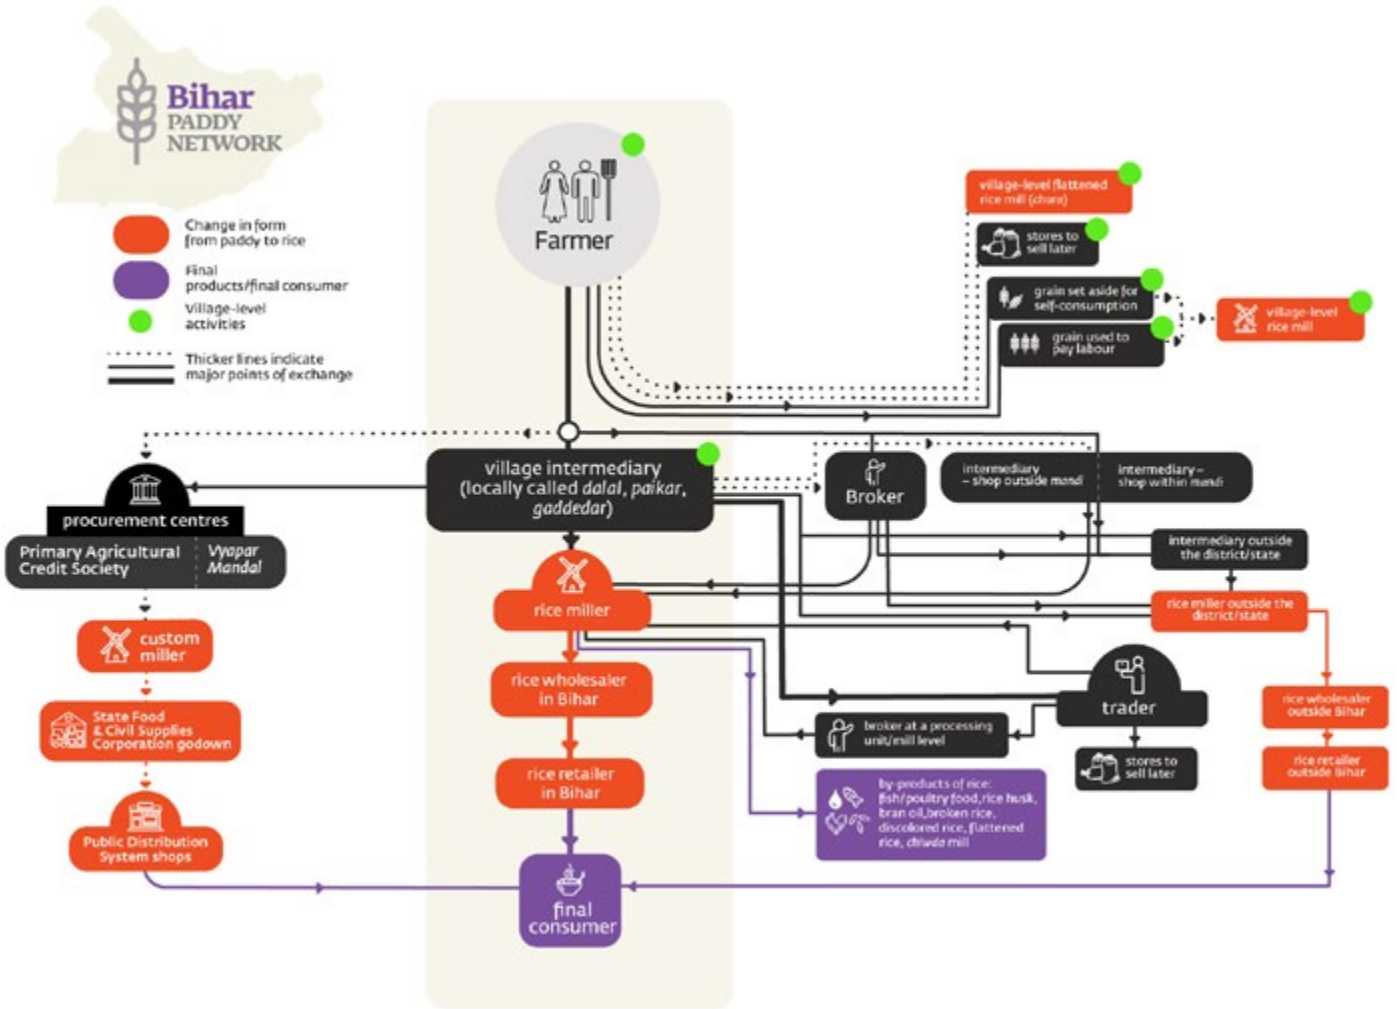 Bihar
PADDY
NETWORK
Change in form
from paddy to rice
Final
products/final consumer
Village-level
activities
Thicker lines indicate
major points of exchange
Farmer
village-level flattened
rice mill (chura)
stores to
sell later
grain set aside for
self-consumption
grain used to
pay labour
village-level
rice mill
village intermediary
(locally called dalal, paikar,
gaddedar)
Broker
intermediary
– shop outside mandi
intermediary–
shop within mandi
procurement centres
Primary Agricultural
Credit Society
Vyapar
Mandal
intermediary outside
the district/state
rice miller
rice miller outside the
district/state
custom
miller
rice wholesaler
in Bihar
trader
rice wholesaler
outside Bihar
State Food
& Civil Supplies
Corporation godown
broker at a processing
unit/mill level
stores to
sell later
rice retailer
outside Bihar
rice retailer
in Bihar
by-products of rice:
fish/poultry food, rice husk,
bran oil, broken rice,
discolored rice, flattened
rice, chiwda mill
Public Distribution
System shops
final
consumer